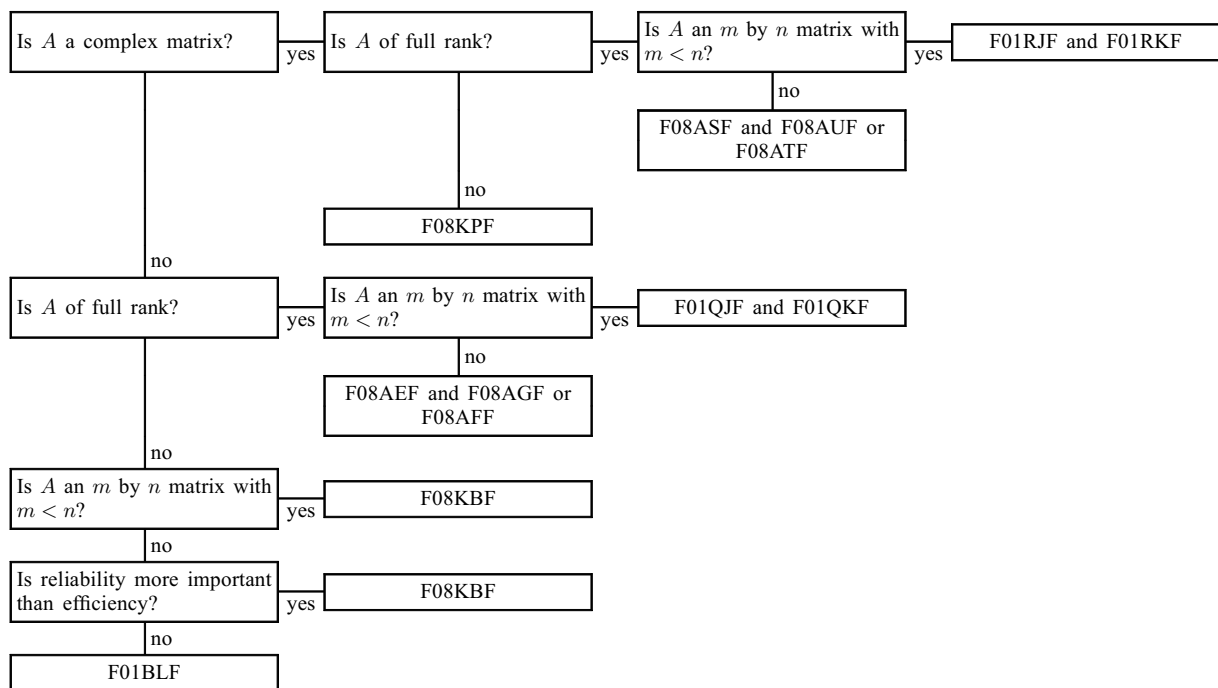 Is A a complex matrix?
yes
Is A of full rank?
yes
Is A an m by n matrix with
m < n?
yes
F01RJF and F01RKF
no
F08ASF and F08AUF or
F08ATF
no
F08KPF
no
Is A of full rank?
yes
Is A an m by n matrix with
m < n?
yes
F01QJF and F01QKF
no
F08AEF and F08AGF or
F08AFF
no
Is A an m by n matrix with
m < n?
yes
F08KBF
no
Is reliability more important
than efficiency?
yes
F08KBF
no
F01BLF